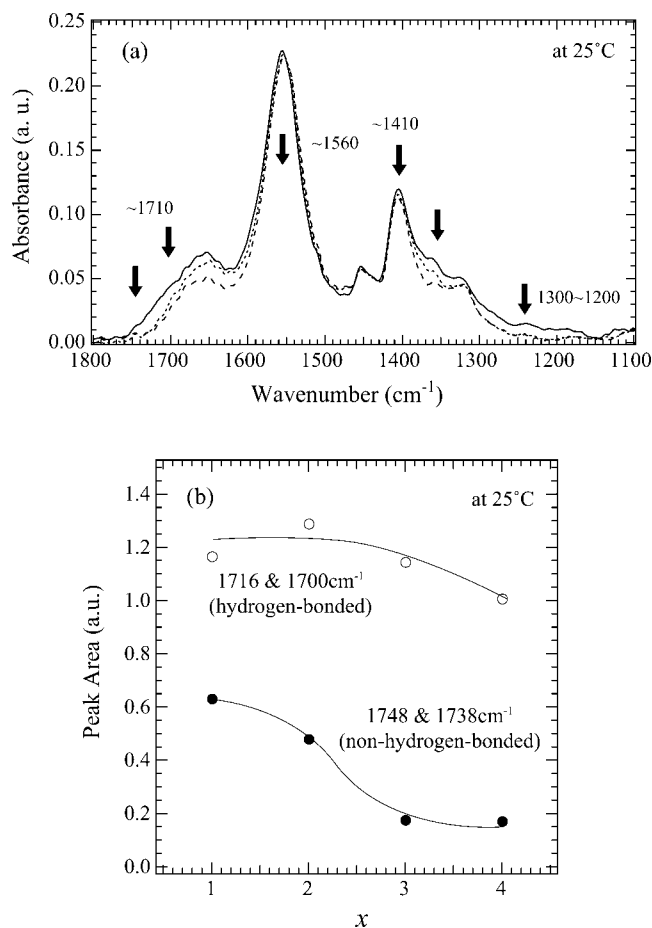 0.25
(a)
at 25˚C
0.20
0.15
0.10
0.05
0.00
Absorbance (a. u.)
~1710
~1560
~1410
1300~1200
1800 1700 1600 1500 1400 1300 1200 1100
Wavenumber (cm-1)
(b)
at 25˚C
1.4
1.2
1.0
0.8
0.6
0.4
0.2
0.0
Peak Area (a.u.)
1716 & 1700cm-1
(hydrogen-bonded)
1748 & 1738cm-1
(non-hydrogen-bonded)
1 2 3 4
x